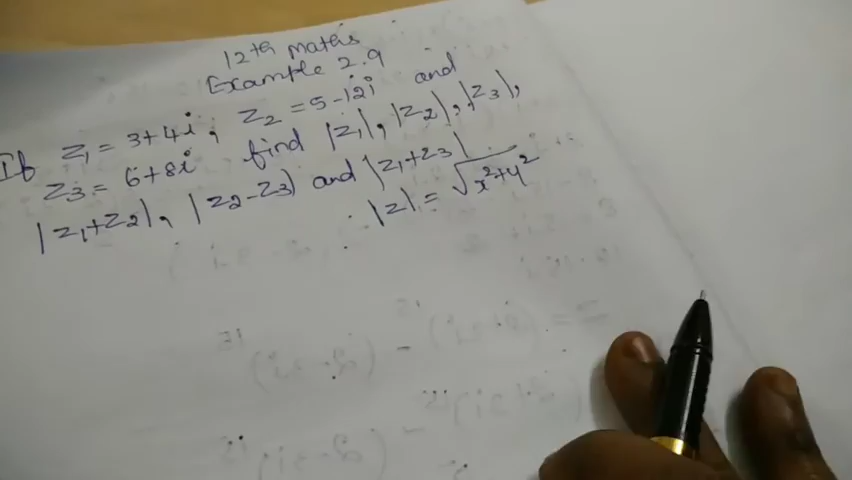 12th maths
Example 2.9
If z₁ = 3+4i, z₂ = 5-12i and
z₃ = 6+8i find |z₁|, |z₂|, |z₃|,
|z₁+z₂|, |z₂-z₃| and |z₁+z₃|
|z| = √x²+y²